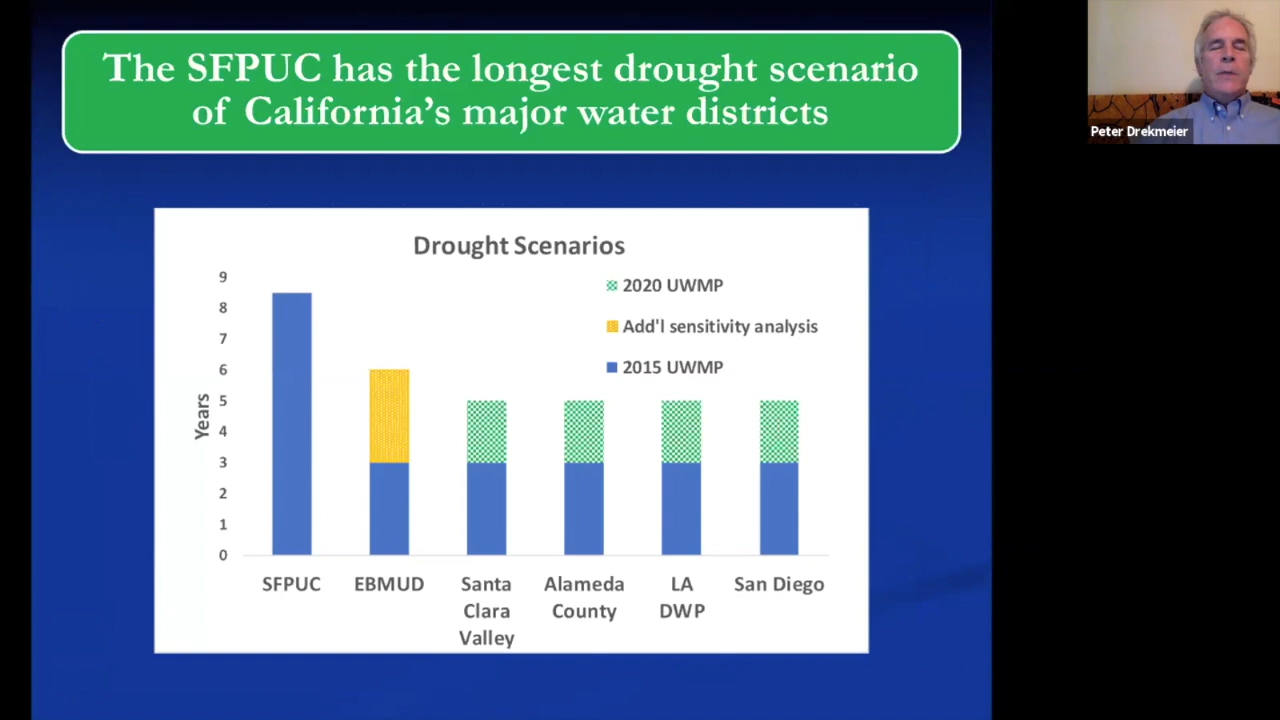 The SFPUC has the longest drought scenario
of California's major water districts
Peter Drekmeier
Drought Scenarios
9
8
7
6
5
4
3
2
1
0
Years
2020 UWMP
Add'l sensitivity analysis
2015 UWMP
SFPUC
EBMUD
Santa
Clara
Valley
Alameda
County
LA
DWP
San Diego